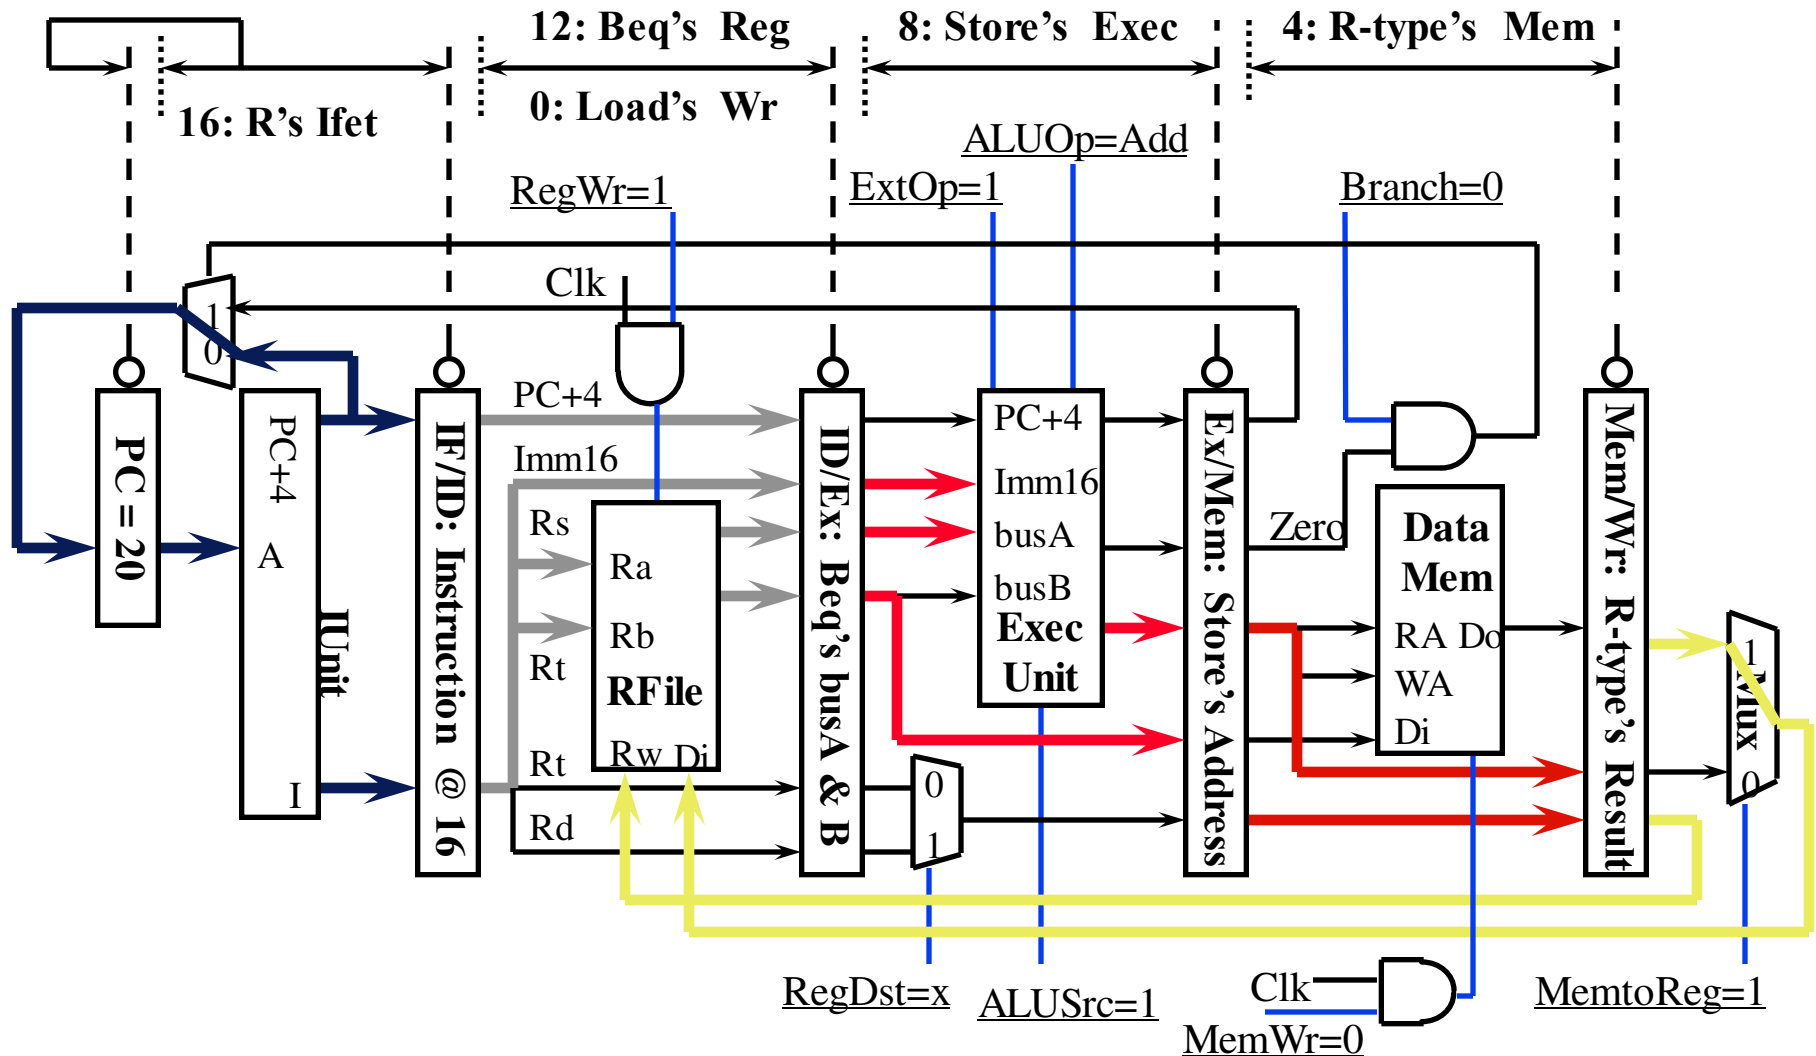 12: Beq's Reg
8: Store's Exec
4: R-type's Mem
16: R's Ifet
0: Load's Wr
ALUOp=Add
RegWr=1
ExtOp=1
Branch=0
Clk
1
0
PC+4
PC = 20
PC+4
A
IUnit
I
IF/ID: Instruction @ 16
Imm16
Rs
Ra
Rb
Rt
RFile
Rw Di
Rt
Rd
ID/Ex: Beq's busA & B
PC+4
Imm16
busA
busB
Exec
Unit
0
1
Ex/Mem: Store's Address
Zero
Data
Mem
RA Do
WA
Di
Mem/Wr: R-type's Result
1
Mux
0
RegDst=x
ALUSrc=1
Clk
MemWr=0
MemtoReg=1